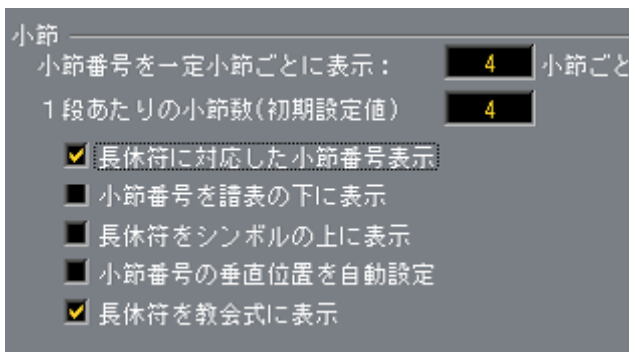 小節
小節番号を一定小節ごとに表示： 4 小節ごと
１段あたりの小節数(初期設定値) 4
長休符に対応した小節番号表示
小節番号を譜表の下に表示
長休符をシンボルの上に表示
小節番号の垂直位置を自動設定
長休符を教会式に表示